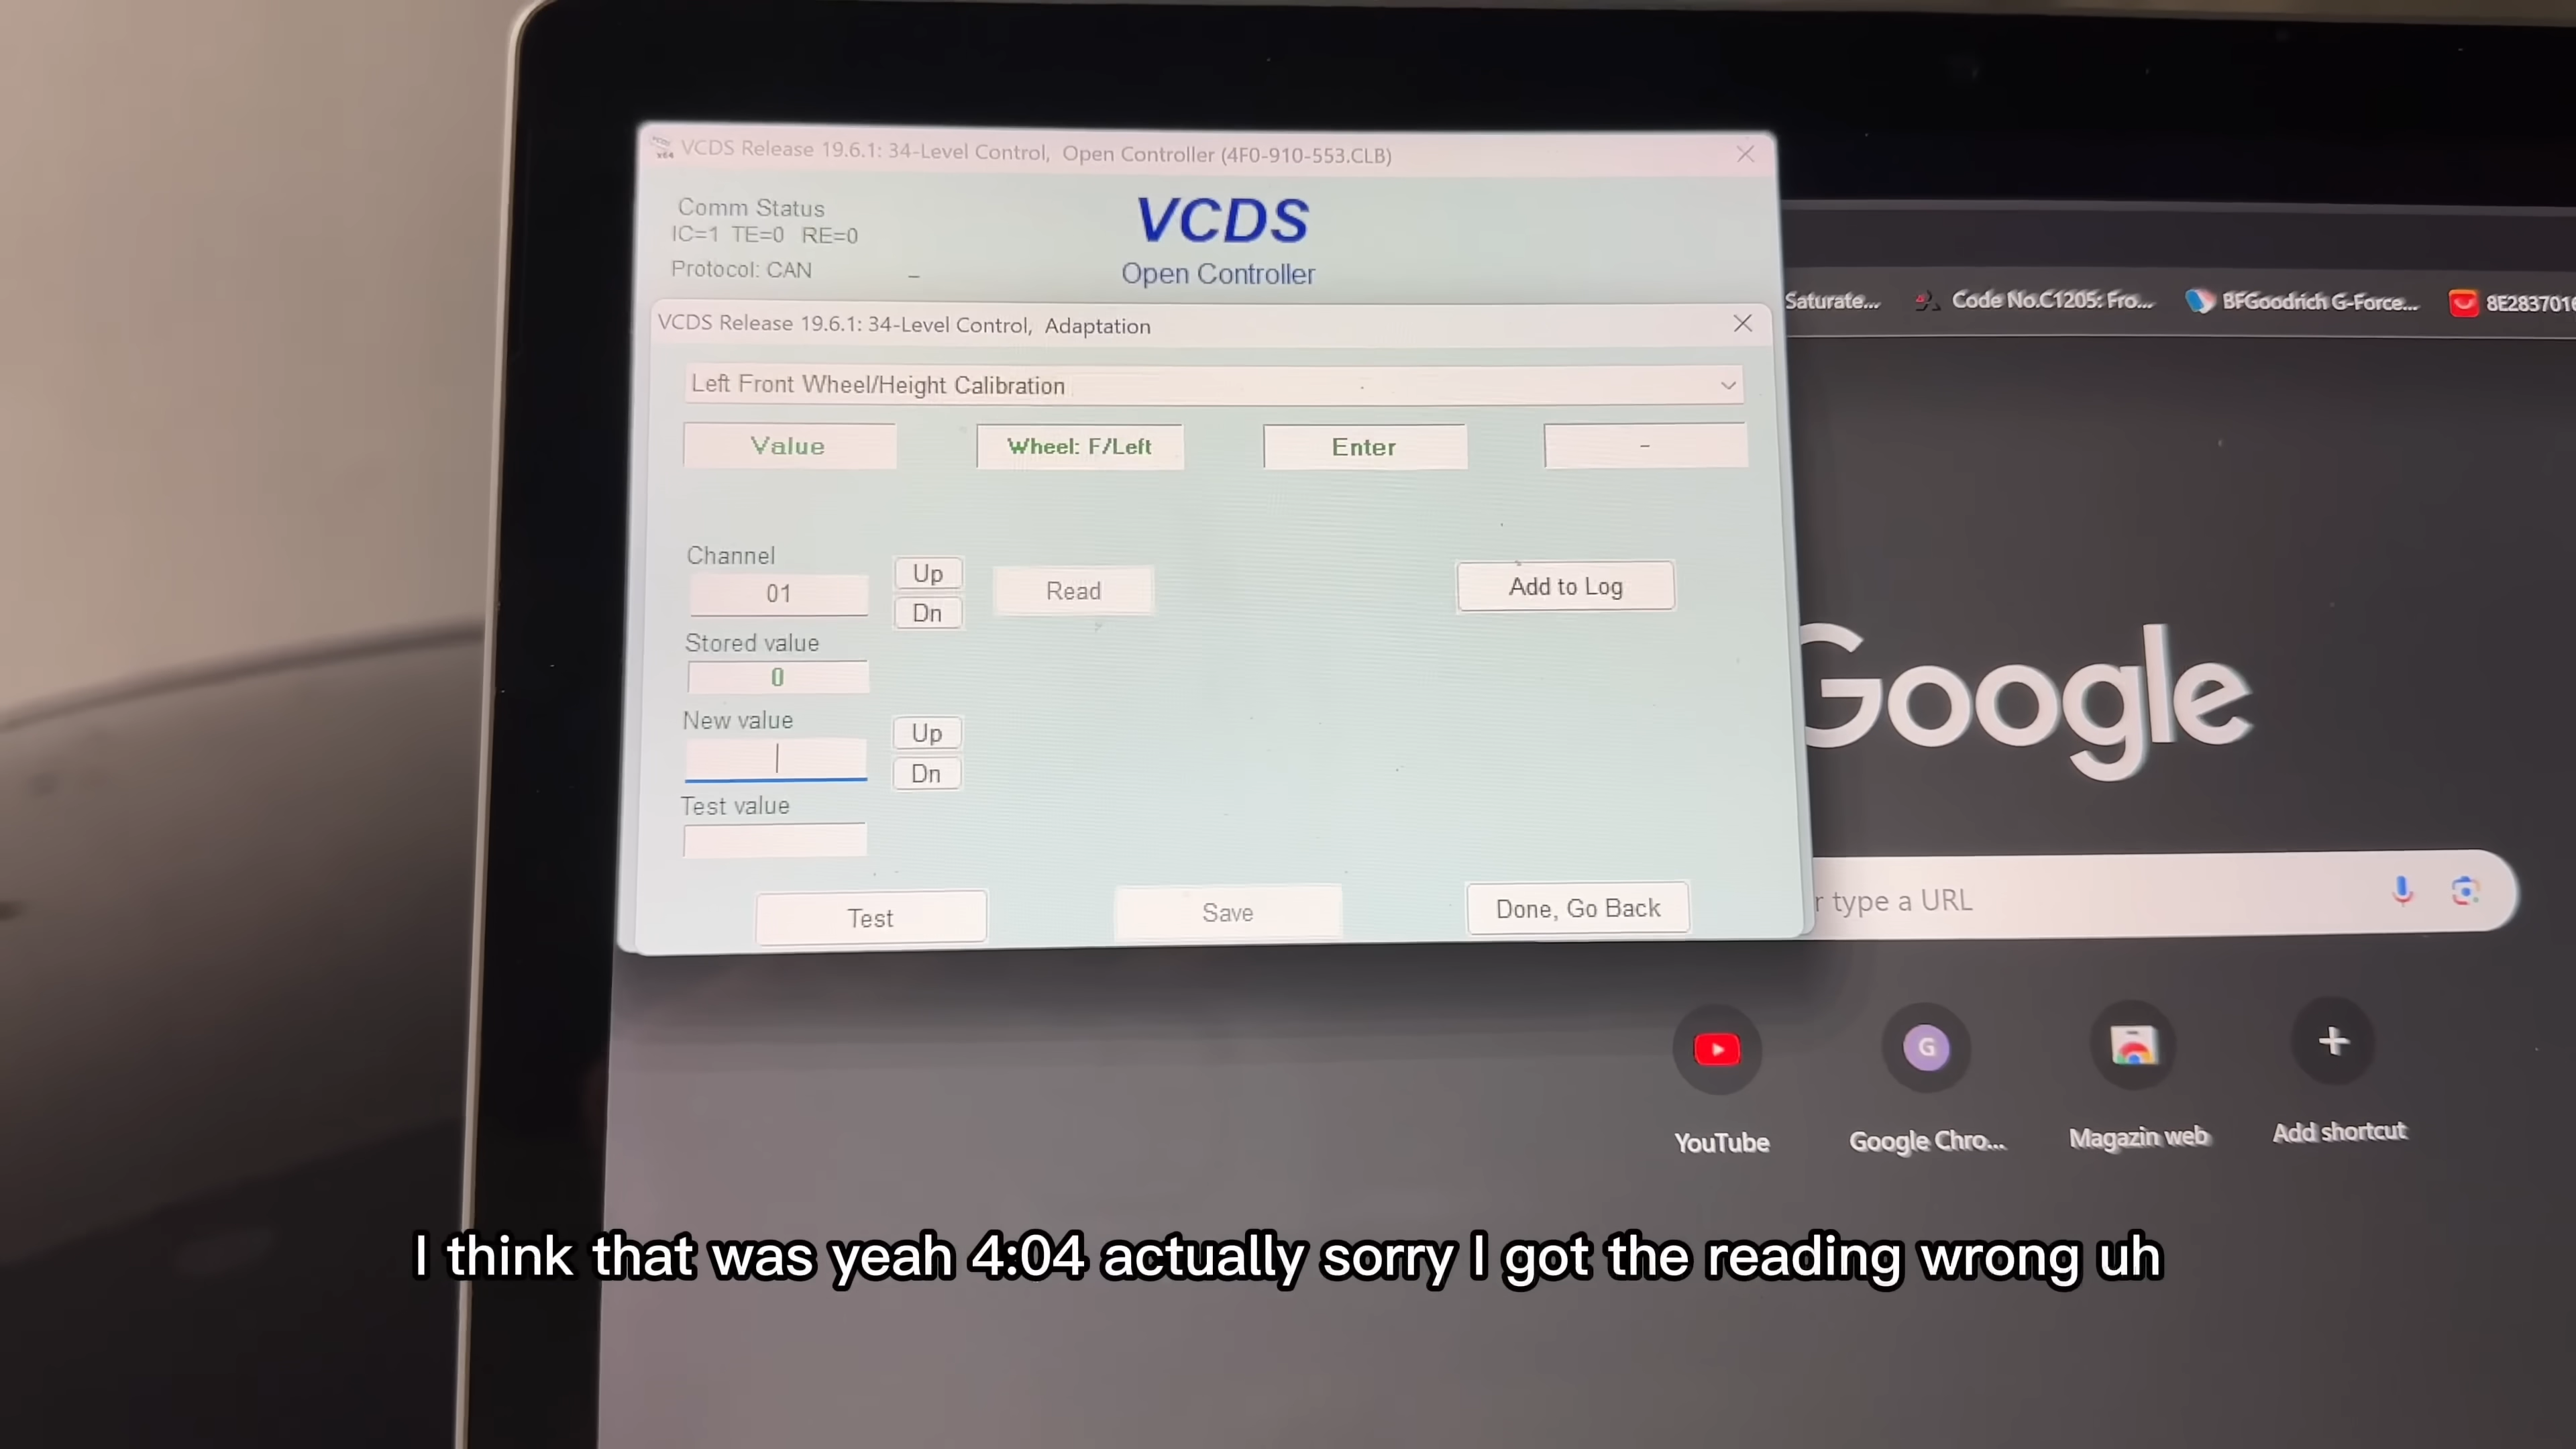 VCDS Release 19.6.1: 34-Level Control, Open Controller (4F0-910-553.CLB)
Comm Status
IC=1 TE=0 RE=0
Protocol: CAN –
VCDS
Open Controller
Saturate... Code No.C1205: Fro... BFGoodrich G-Force... 8E2837016
VCDS Release 19.6.1: 34-Level Control, Adaptation
Left Front Wheel/Height Calibration
Value Wheel: F/Left Enter –
Channel
01 Up Dn Read Add to Log
Stored value
0
New value
Up Dn
Test value
Test Save Done, Go Back
Google
r type a URL
G
YouTube Google Chro... Magazin web Add shortcut
I think that was yeah 4:04 actually sorry I got the reading wrong uh